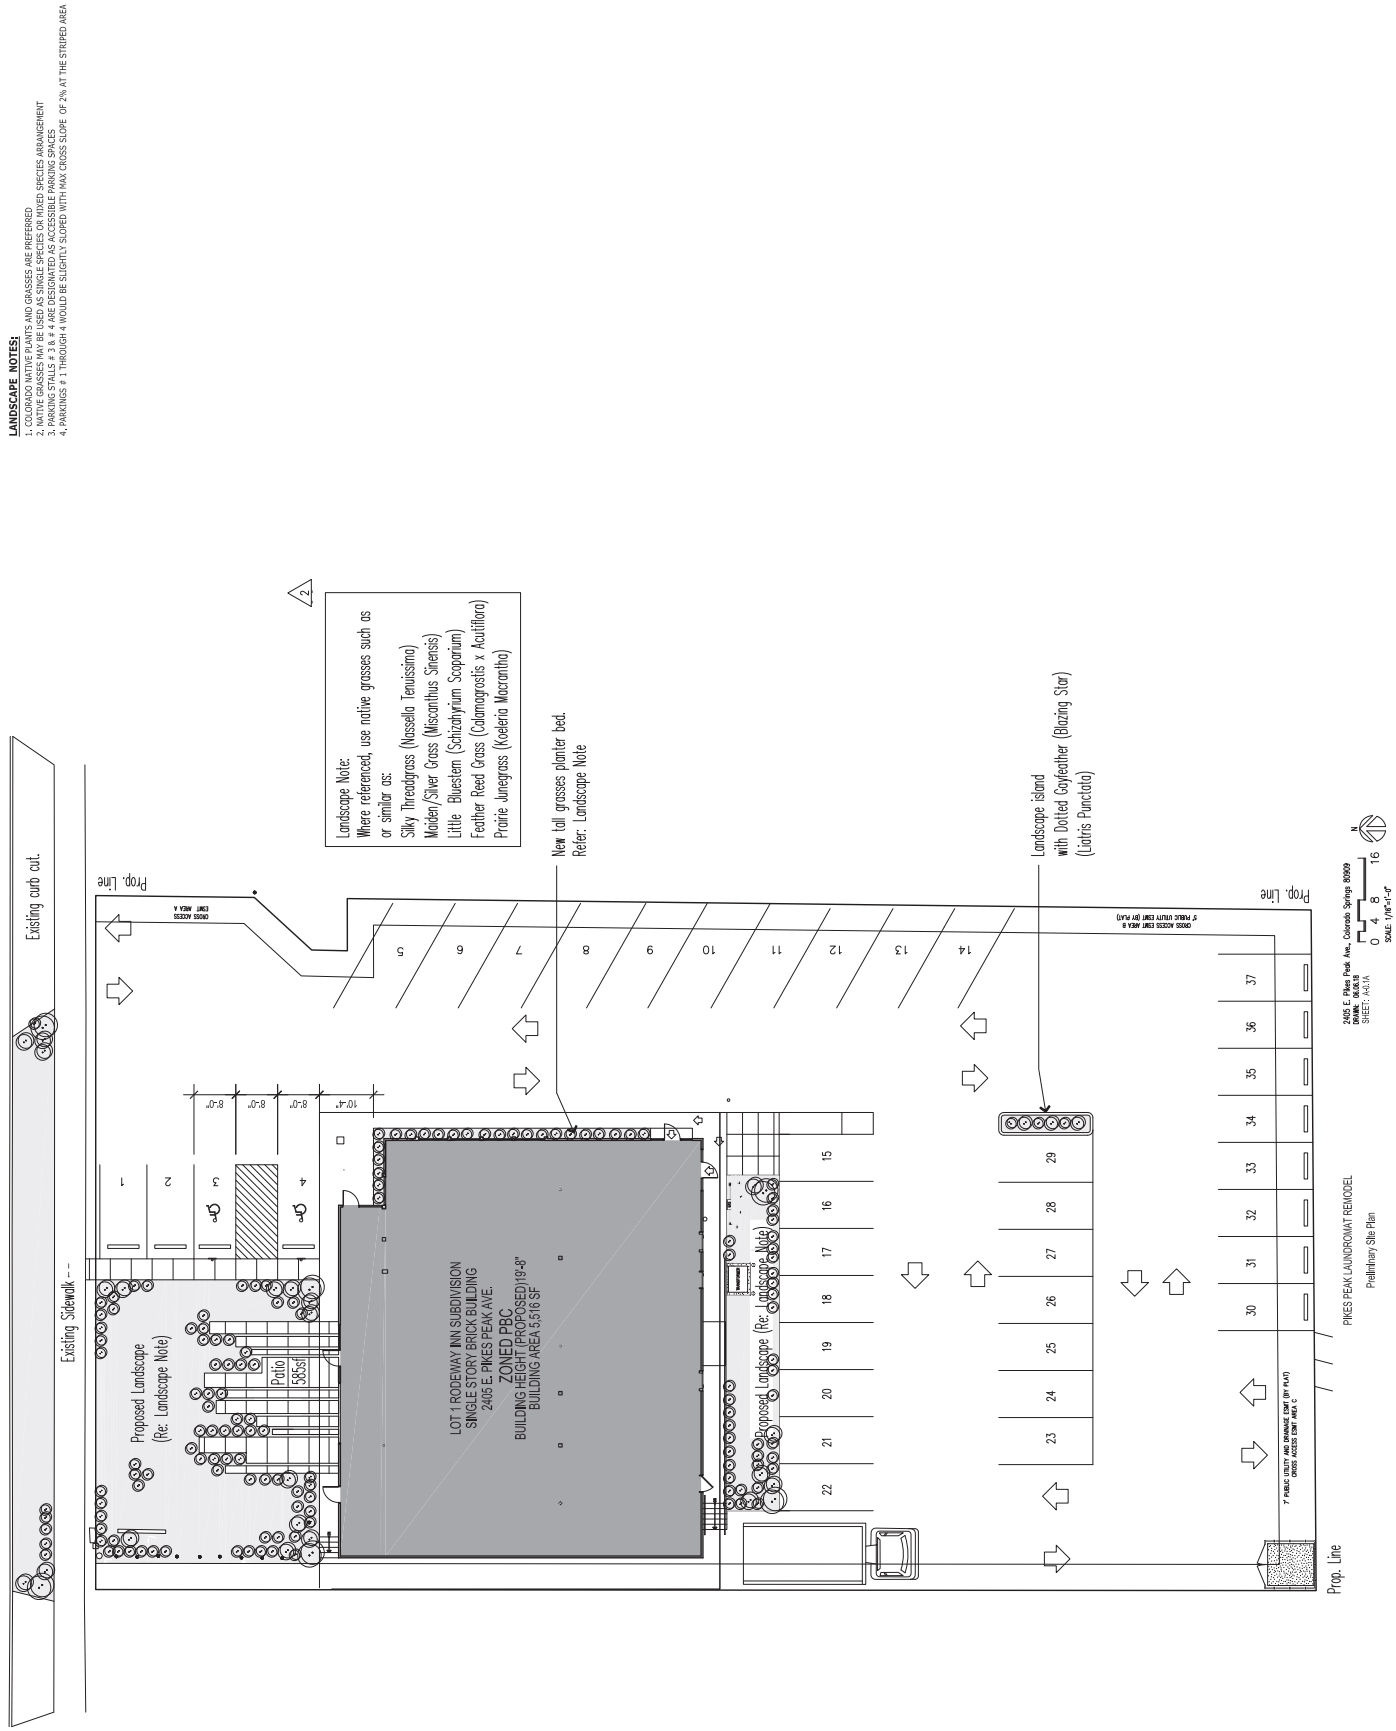 LANDSCAPE NOTES:
1. COLORADO NATIVE PLANTS AND GRASSES ARE PREFERRED
2. NATIVE GRASSES MAY BE USED AS SINGLE SPECIES OR MIXED SPECIES ARRANGEMENT
3. PARKING STALLS # 3 & # 4 ARE DESIGNATED AS ACCESSIBLE PARKING SPACES
4. PARKINGS # 1 THROUGH 4 WOULD BE SLIGHTLY SLOPED WITH MAX CROSS SLOPE OF 2% AT THE STRIPED AREA
Existing curb cut.
Existing Sidewalk
Prop. Line
CROSS ACCESS
ESMT AREA A
2
Landscape Note:
Where referenced, use native grasses such as
or similar as:
Silky Threadgrass (Nassella Tenuissima)
Maiden/Silver Grass (Miscanthus Sinensis)
Little Bluestem (Schizahyrium Scoparium)
Feather Reed Grass (Calamagrostis x Acutiflora)
Prairie Junegrass (Koeleria Macrantha)
New tall grasses planter bed.
Refer: Landscape Note
Landscape island
with Dotted Gayfeather (Blazing Star)
(Liatris Punctata)
1
2
3
4
8'-0"
8'-0"
8'-0"
10'-4"
5
6
7
8
9
10
11
12
13
14
5' PUBLIC UTILITY ESMT (BY PLAT)
CROSS ACCESS ESMT AREA B
Prop. Line
Proposed Landscape
(Re: Landscape Note)
Patio
585sf
LOT 1 RODEWAY INN SUBDIVISION
SINGLE STORY BRICK BUILDING
2405 E. PIKES PEAK AVE.
ZONED PBC
BUILDING HEIGHT (PROPOSED)19'-8"
BUILDING AREA 5,516 SF
TRANSFORMER
Proposed Landscape (Re: Landscape Note)
15
16
17
18
19
20
21
22
29
28
27
26
25
24
23
37
36
35
34
33
32
31
30
7' PUBLIC UTILITY AND DRAINAGE ESMT (BY PLAT)
CROSS ACCESS ESMT AREA C
Prop. Line
PIKES PEAK LAUNDROMAT REMODEL
Preliminary Site Plan
2405 E. Pikes Peak Ave., Colorado Springs 80909
DRAWN: 06.06.18
SHEET: A-0.1A
N
0 4 8 16
SCALE: 1/16"=1'-0"